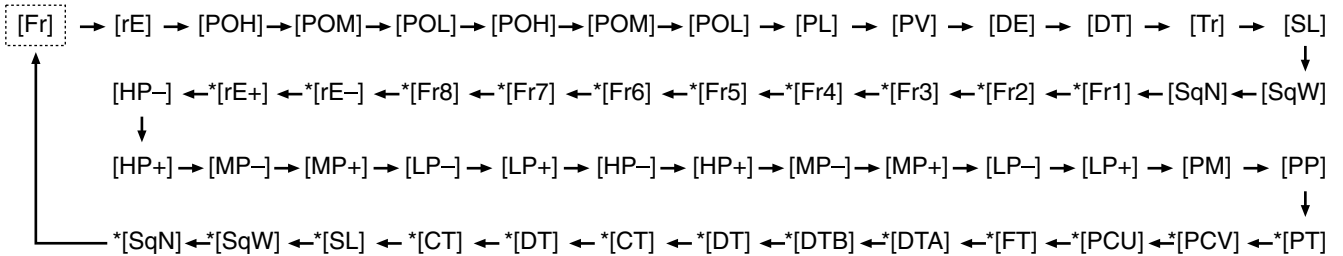 [Fr] → [rE] → [POH] → [POM] → [POL] → [POH] → [POM] → [POL] → [PL] → [PV] → [DE] → [DT] → [Tr] → [SL]
[HP–] ← *[rE+] ← *[rE–] ← *[Fr8] ← *[Fr7] ← *[Fr6] ← *[Fr5] ← *[Fr4] ← *[Fr3] ← *[Fr2] ← *[Fr1] ← [SqN] ← [SqW]
[HP+] → [MP–] → [MP+] → [LP–] → [LP+] → [HP–] → [HP+] → [MP–] → [MP+] → [LP–] → [LP+] → [PM] → [PP]
*[SqN] ← *[SqW] ← *[SL] ← *[CT] ← *[DT] ← *[CT] ← *[DT] ← *[DTB] ← *[DTA] ← *[FT] ← *[PCU] ← *[PCV] ← *[PT]